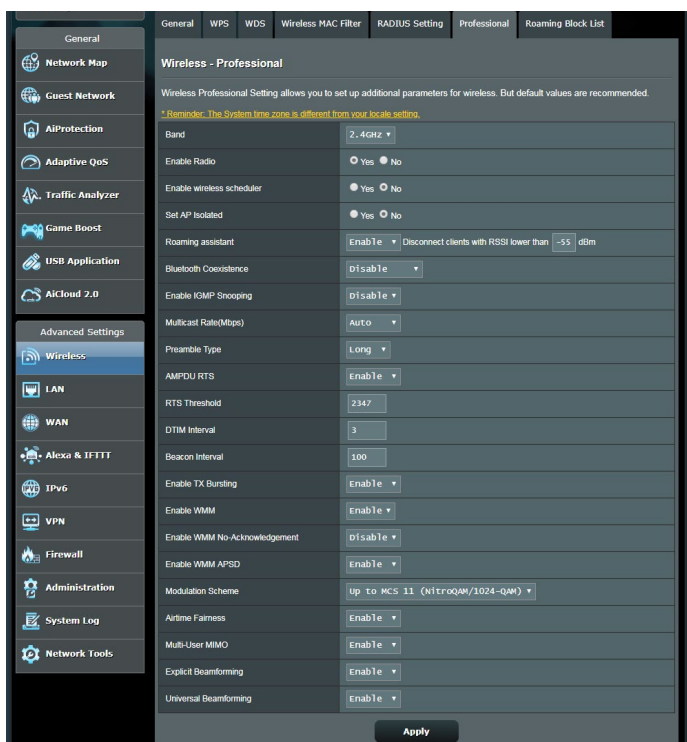 General WPS WDS Wireless MAC Filter RADIUS Setting Professional Roaming Block List
General
Network Map
Guest Network
AiProtection
Adaptive QoS
Traffic Analyzer
Game Boost
USB Application
AiCloud 2.0
Advanced Settings
Wireless
LAN
WAN
Alexa & IFTTT
IPv6
VPN
Firewall
Administration
System Log
Network Tools
Wireless - Professional
Wireless Professional Setting allows you to set up additional parameters for wireless. But default values are recommended.
* Reminder: The System time zone is different from your locale setting.
Band 2.4GHz
Enable Radio Yes No
Enable wireless scheduler Yes No
Set AP Isolated Yes No
Roaming assistant Enable Disconnect clients with RSSI lower than -55 dBm
Bluetooth Coexistence Disable
Enable IGMP Snooping Disable
Multicast Rate(Mbps) Auto
Preamble Type Long
AMPDU RTS Enable
RTS Threshold 2347
DTIM Interval 3
Beacon Interval 100
Enable TX Bursting Enable
Enable WMM Enable
Enable WMM No-Acknowledgement Disable
Enable WMM APSD Enable
Modulation Scheme Up to MCS 11 (NitroQAM/1024-QAM)
Airtime Fairness Enable
Multi-User MIMO Enable
Explicit Beamforming Enable
Universal Beamforming Enable
Apply